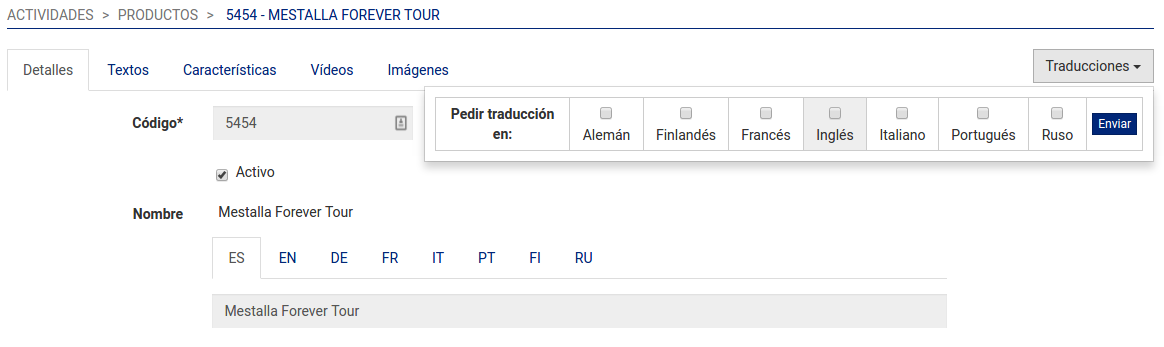 ACTIVIDADES > PRODUCTOS > 5454 - MESTALLA FOREVER TOUR
Detalles Textos Características Vídeos Imágenes Traducciones
Pedir traducción en: Alemán Finlandés Francés Inglés Italiano Portugués Ruso Enviar
Código* 5454
Activo
Nombre Mestalla Forever Tour
ES EN DE FR IT PT FI RU
Mestalla Forever Tour